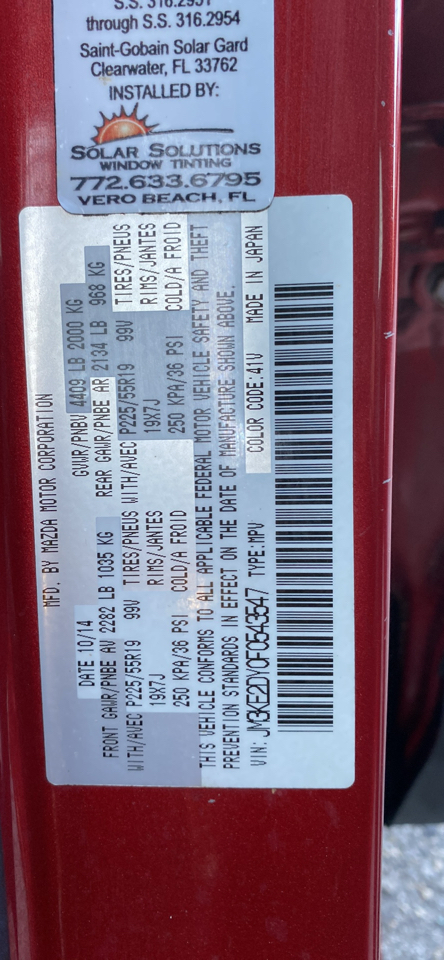 S.S. 316.2951
through S.S. 316.2954
Saint-Gobain Solar Gard
Clearwater, FL 33762
INSTALLED BY:
SOLAR SOLUTIONS
WINDOW TINTING
772.633.6795
VERO BEACH, FL
MFD. BY MAZDA MOTOR CORPORATION
DATE 10/14 GVWR/PNBV 4409 LB 2000 KG
FRONT GAWR/PNBE AV 2282 LB 1035 KG REAR GAWR/PNBE AR 2134 LB 968 KG
WITH/AVEC P225/55R19 99V TIRES/PNEUS WITH/AVEC P225/55R19 99V TIRES/PNEUS
19X7J RIMS/JANTES 19X7J RIMS/JANTES
250 KPA/36 PSI COLD/A FROID 250 KPA/36 PSI COLD/A FROID
THIS VEHICLE CONFORMS TO ALL APPLICABLE FEDERAL MOTOR VEHICLE SAFETY AND THEFT
PREVENTION STANDARDS IN EFFECT ON THE DATE OF MANUFACTURE SHOWN ABOVE.
VIN: JM3KE2DY0F0543547 TYPE:MPV COLOR CODE:41V MADE IN JAPAN